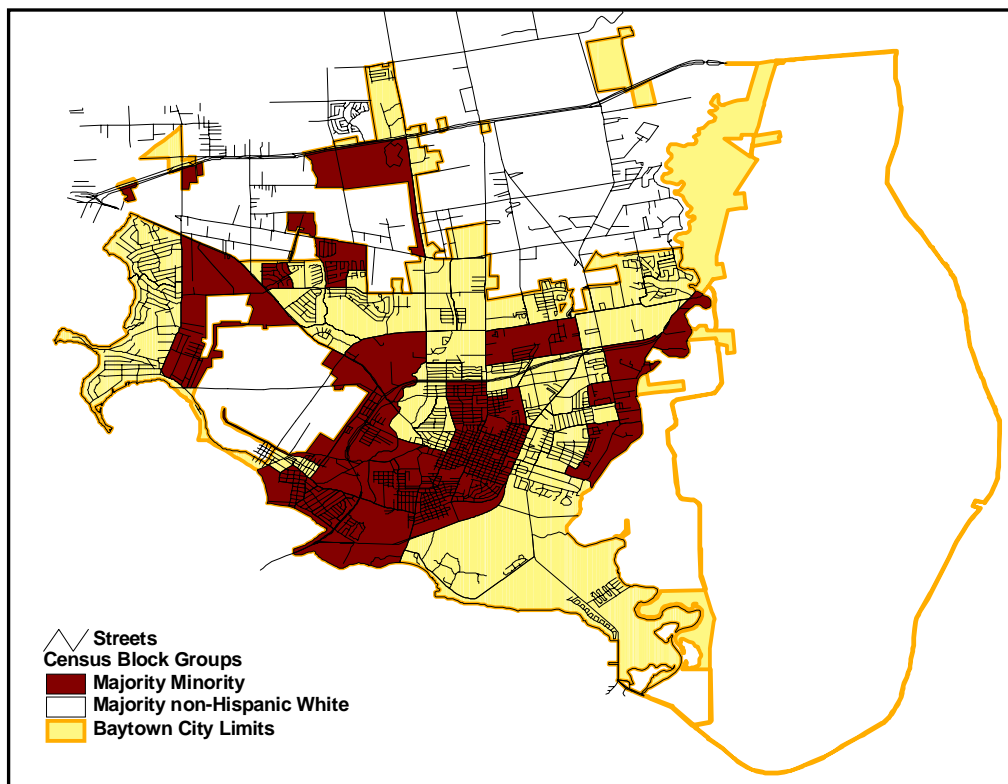 Streets
Census Block Groups
Majority Minority
Majority non-Hispanic White
Baytown City Limits